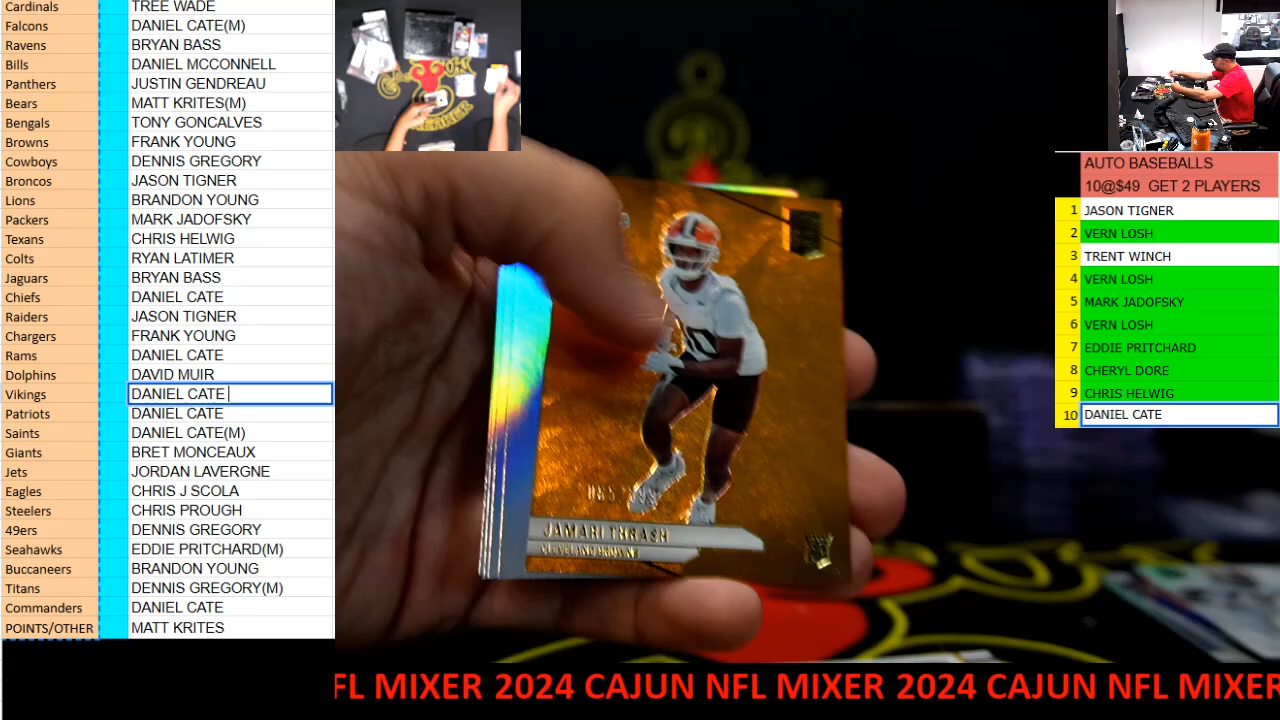 Cardinals TREE WADE
Falcons DANIEL CATE(M)
Ravens BRYAN BASS
Bills DANIEL MCCONNELL
Panthers JUSTIN GENDREAU
Bears MATT KRITES(M)
Bengals TONY GONCALVES
Browns FRANK YOUNG
Cowboys DENNIS GREGORY
Broncos JASON TIGNER
Lions BRANDON YOUNG
Packers MARK JADOFSKY
Texans CHRIS HELWIG
Colts RYAN LATIMER
Jaguars BRYAN BASS
Chiefs DANIEL CATE
Raiders JASON TIGNER
Chargers FRANK YOUNG
Rams DANIEL CATE
Dolphins DAVID MUIR
Vikings DANIEL CATE
Patriots DANIEL CATE
Saints DANIEL CATE(M)
Giants BRET MONCEAUX
Jets JORDAN LAVERGNE
Eagles CHRIS J SCOLA
Steelers CHRIS PROUGH
49ers DENNIS GREGORY
Seahawks EDDIE PRITCHARD(M)
Buccaneers BRANDON YOUNG
Titans DENNIS GREGORY(M)
Commanders DANIEL CATE
POINTS/OTHER MATT KRITES
JAMARI THRASH
CLEVELAND BROWNS
AUTO BASEBALLS
10@$49 GET 2 PLAYERS
1 JASON TIGNER
2 VERN LOSH
3 TRENT WINCH
4 VERN LOSH
5 MARK JADOFSKY
6 VERN LOSH
7 EDDIE PRITCHARD
8 CHERYL DORE
9 CHRIS HELWIG
10 DANIEL CATE
FL MIXER 2024 CAJUN NFL MIXER 2024 CAJUN NFL MIXER